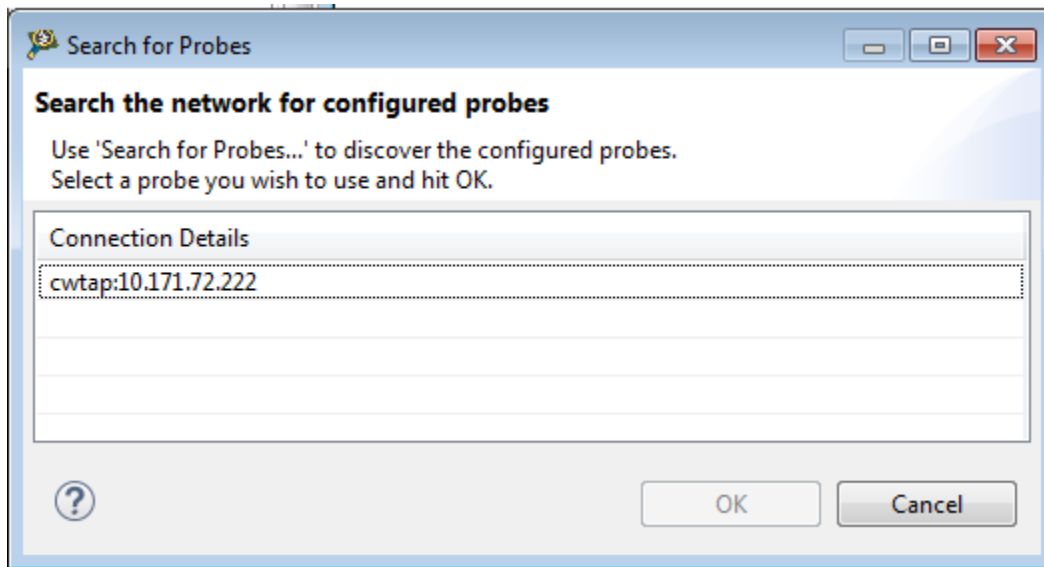 Search for Probes
Search the network for configured probes
Use 'Search for Probes...' to discover the configured probes.
Select a probe you wish to use and hit OK.
Connection Details
cwtap:10.171.72.222
?
OK
Cancel